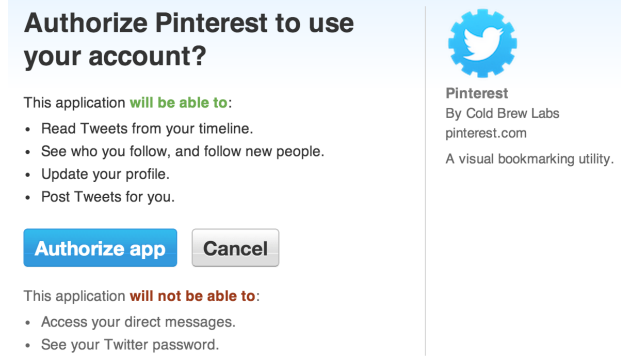 Authorize Pinterest to use
your account?
This application will be able to:
• Read Tweets from your timeline.
• See who you follow, and follow new people.
• Update your profile.
• Post Tweets for you.
Authorize app
Cancel
This application will not be able to:
• Access your direct messages.
• See your Twitter password.
Pinterest
By Cold Brew Labs
pinterest.com
A visual bookmarking utility.